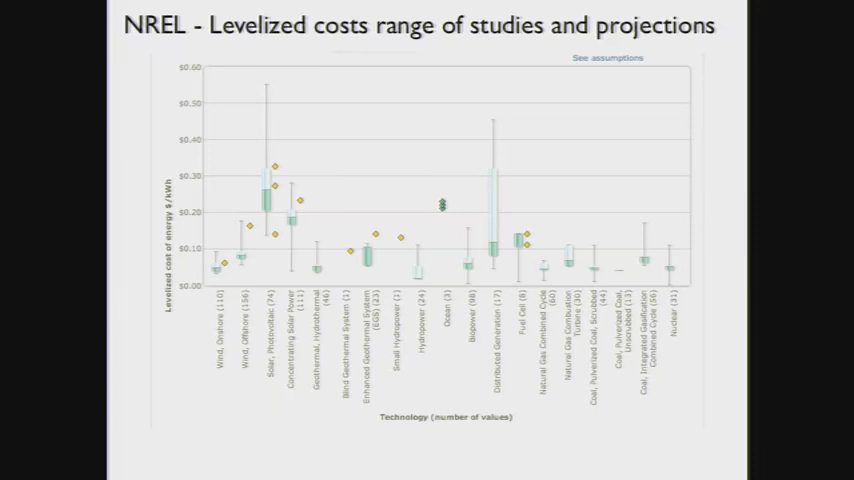 NREL - Levelized costs range of studies and projections
See assumptions
$0.60
$0.50
$0.40
$0.30
$0.20
$0.10
$0.00
Levelized cost of energy $/kWh
Wind, Onshore (110)
Wind, Offshore (156)
Solar, Photovoltaic (74)
Concentrating Solar Power
(111)
Geothermal, Hydrothermal
(46)
Blind Geothermal System (1)
Enhanced Geothermal System
(EGS) (23)
Small Hydropower (1)
Hydropower (24)
Ocean (3)
Biopower (98)
Distributed Generation (17)
Fuel Cell (8)
Natural Gas Combined Cycle
(60)
Natural Gas Combustion
Turbine (30)
Coal, Pulverized Coal, Scrubbed
(44)
Coal, Pulverized Coal,
Unscrubbed (13)
Coal, Integrated Gasification
Combined Cycle (56)
Nuclear (31)
Technology (number of values)